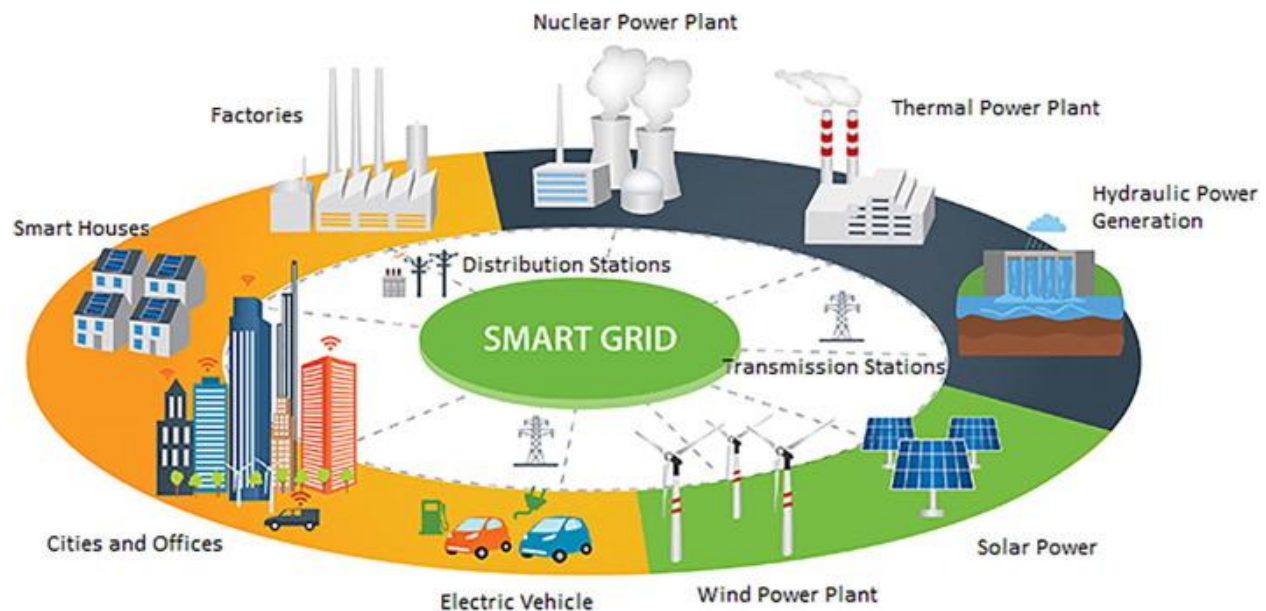 Nuclear Power Plant
Factories
Thermal Power Plant
Hydraulic Power
Generation
Smart Houses
Distribution Stations
SMART GRID
Transmission Stations
Cities and Offices
Solar Power
Wind Power Plant
Electric Vehicle